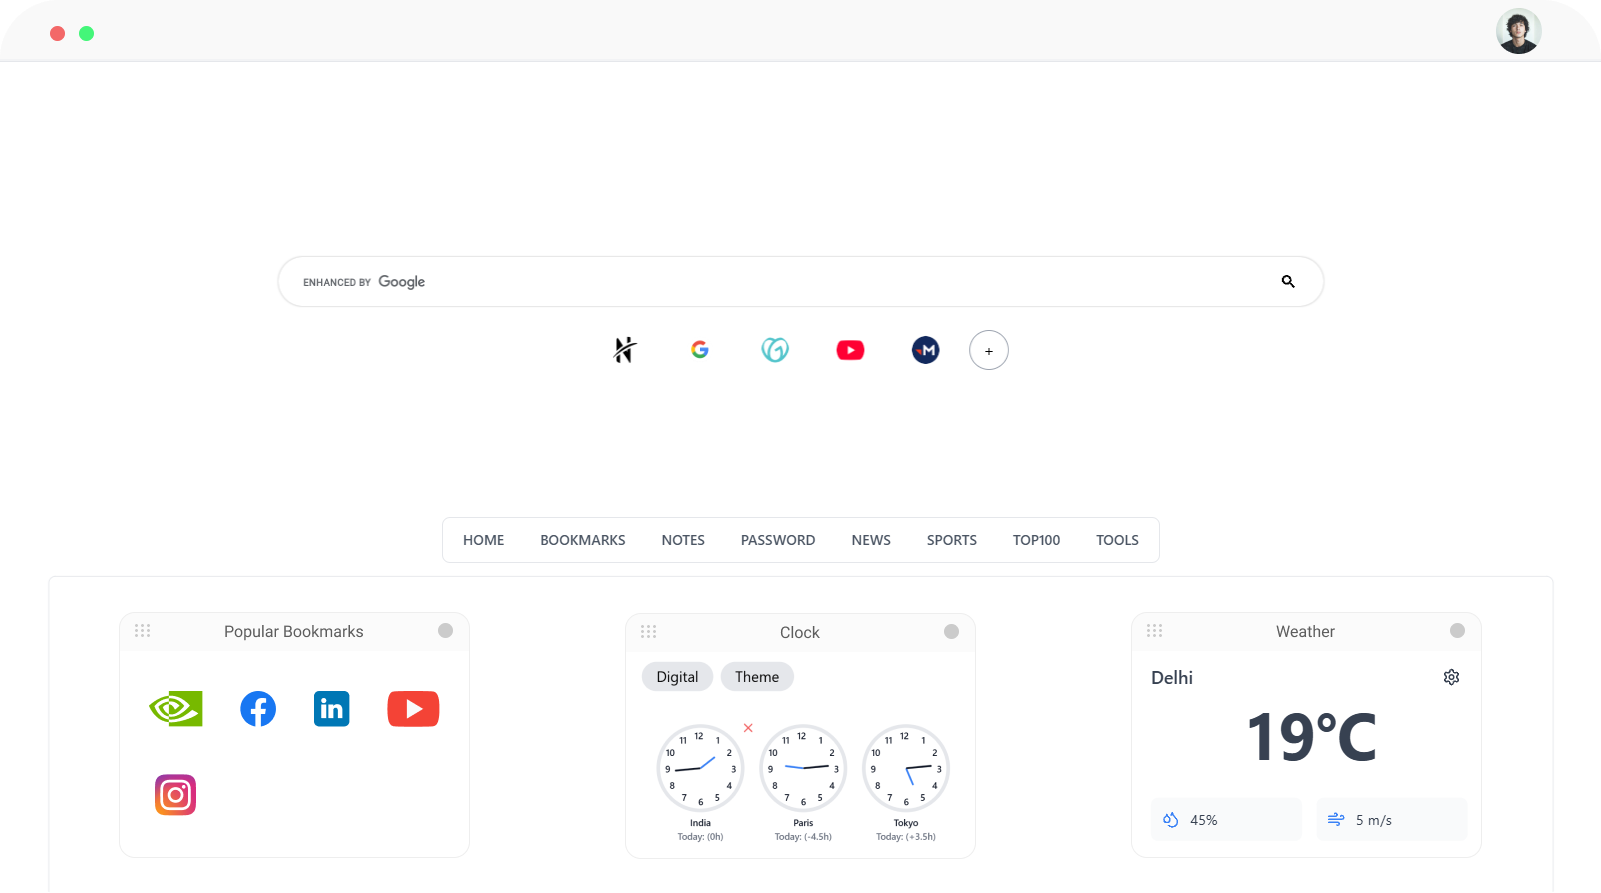 ENHANCED BY Google
M
+
HOME BOOKMARKS NOTES PASSWORD NEWS SPORTS TOP100 TOOLS
Popular Bookmarks
in
Clock
Digital Theme
12 1 2 3 4 5 6 7 8 9 10 11
India
Today: (0h)
12 1 2 3 4 5 6 7 8 9 10 11
Paris
Today: (-4.5h)
12 1 2 3 4 5 6 7 8 9 10 11
Tokyo
Today: (+3.5h)
Weather
Delhi
19°C
45% 5 m/s